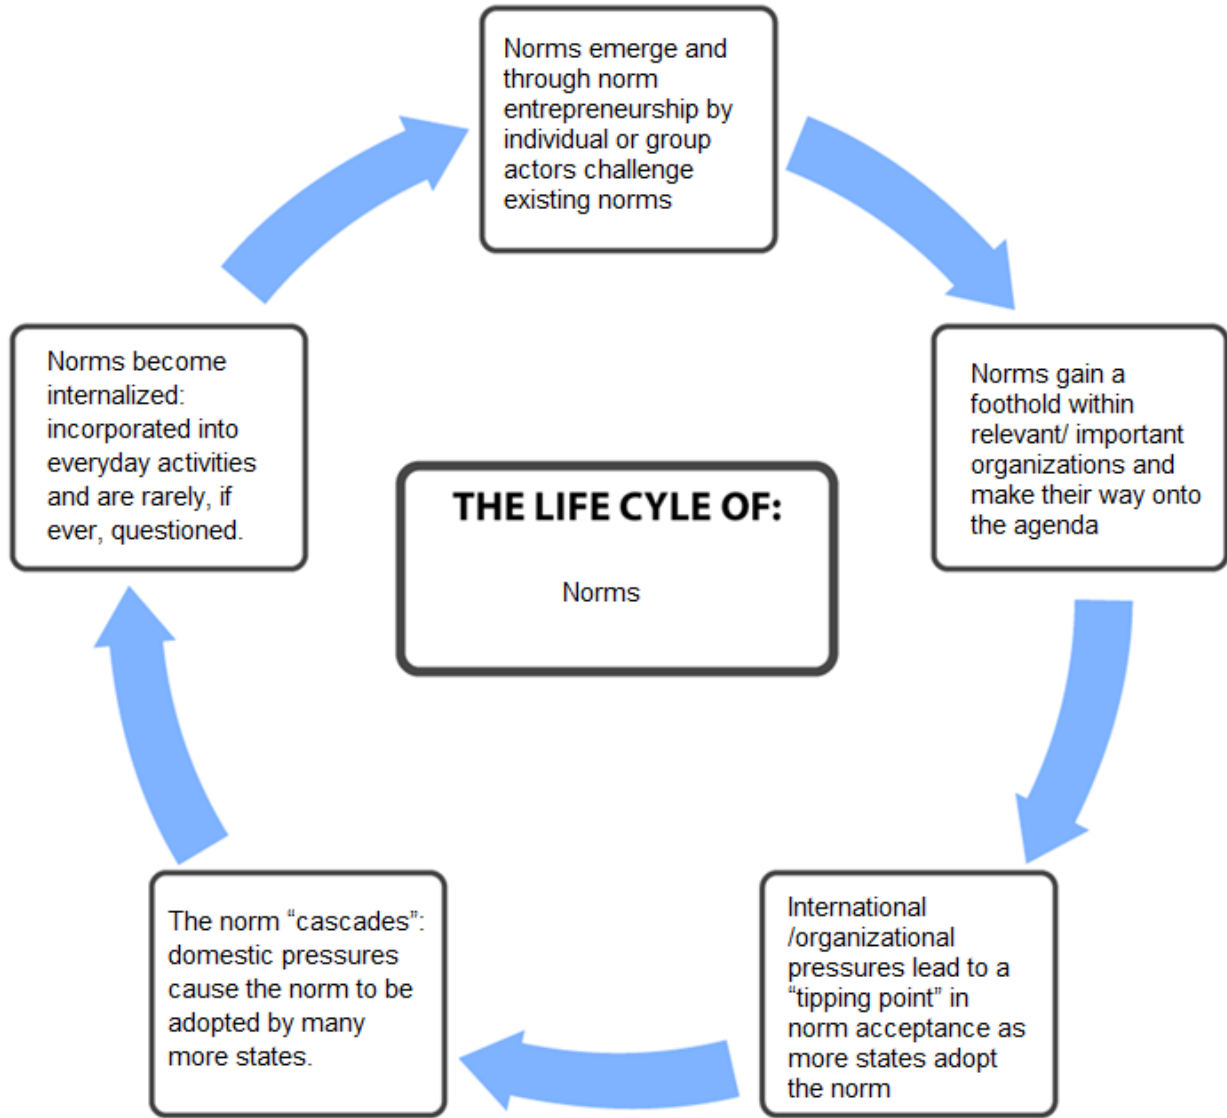 Norms emerge and
through norm
entrepreneurship by
individual or group
actors challenge
existing norms
Norms gain a
foothold within
relevant/ important
organizations and
make their way onto
the agenda
International
/organizational
pressures lead to a
“tipping point” in
norm acceptance as
more states adopt
the norm
The norm “cascades”:
domestic pressures
cause the norm to be
adopted by many
more states.
Norms become
internalized:
incorporated into
everyday activities
and are rarely, if
ever, questioned.
THE LIFE CYLE OF:
Norms